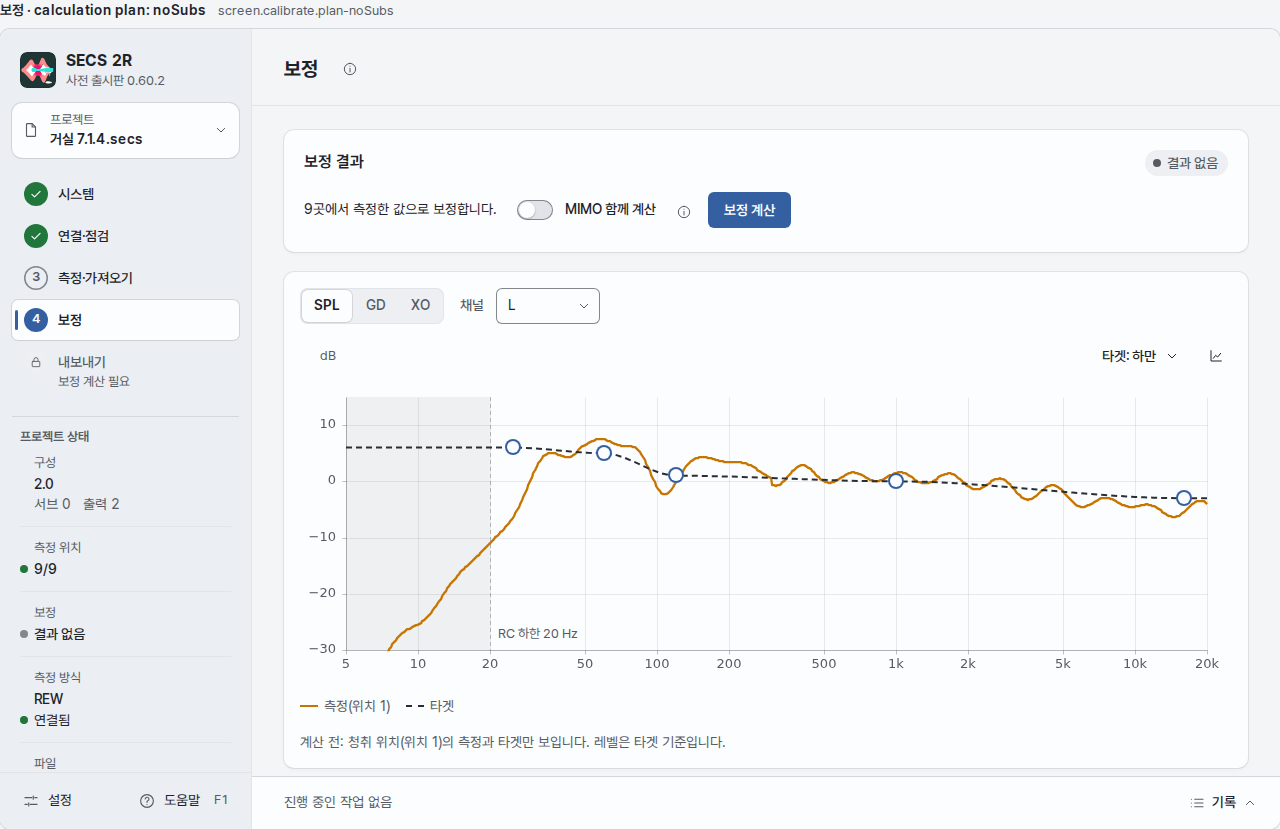 보정 · calculation plan: noSubs screen.calibrate.plan-noSubs
SECS 2R
사전 출시판 0.60.2
프로젝트
거실 7.1.4.secs
시스템
연결·점검
3 측정·가져오기
4 보정
내보내기
보정 계산 필요
프로젝트 상태
구성
2.0
서브 0 출력 2
측정 위치
9/9
보정
결과 없음
측정 방식
REW
연결됨
파일
설정 도움말 F1
보정
보정 결과
결과 없음
9곳에서 측정한 값으로 보정합니다. MIMO 함께 계산 보정 계산
SPL GD XO 채널 L
dB
타겟: 하만
10
0
−10
−20
−30
RC 하한 20 Hz
5 10 20 50 100 200 500 1k 2k 5k 10k 20k
측정(위치 1) 타겟
계산 전: 청취 위치(위치 1)의 측정과 타겟만 보입니다. 레벨은 타겟 기준입니다.
진행 중인 작업 없음
기록